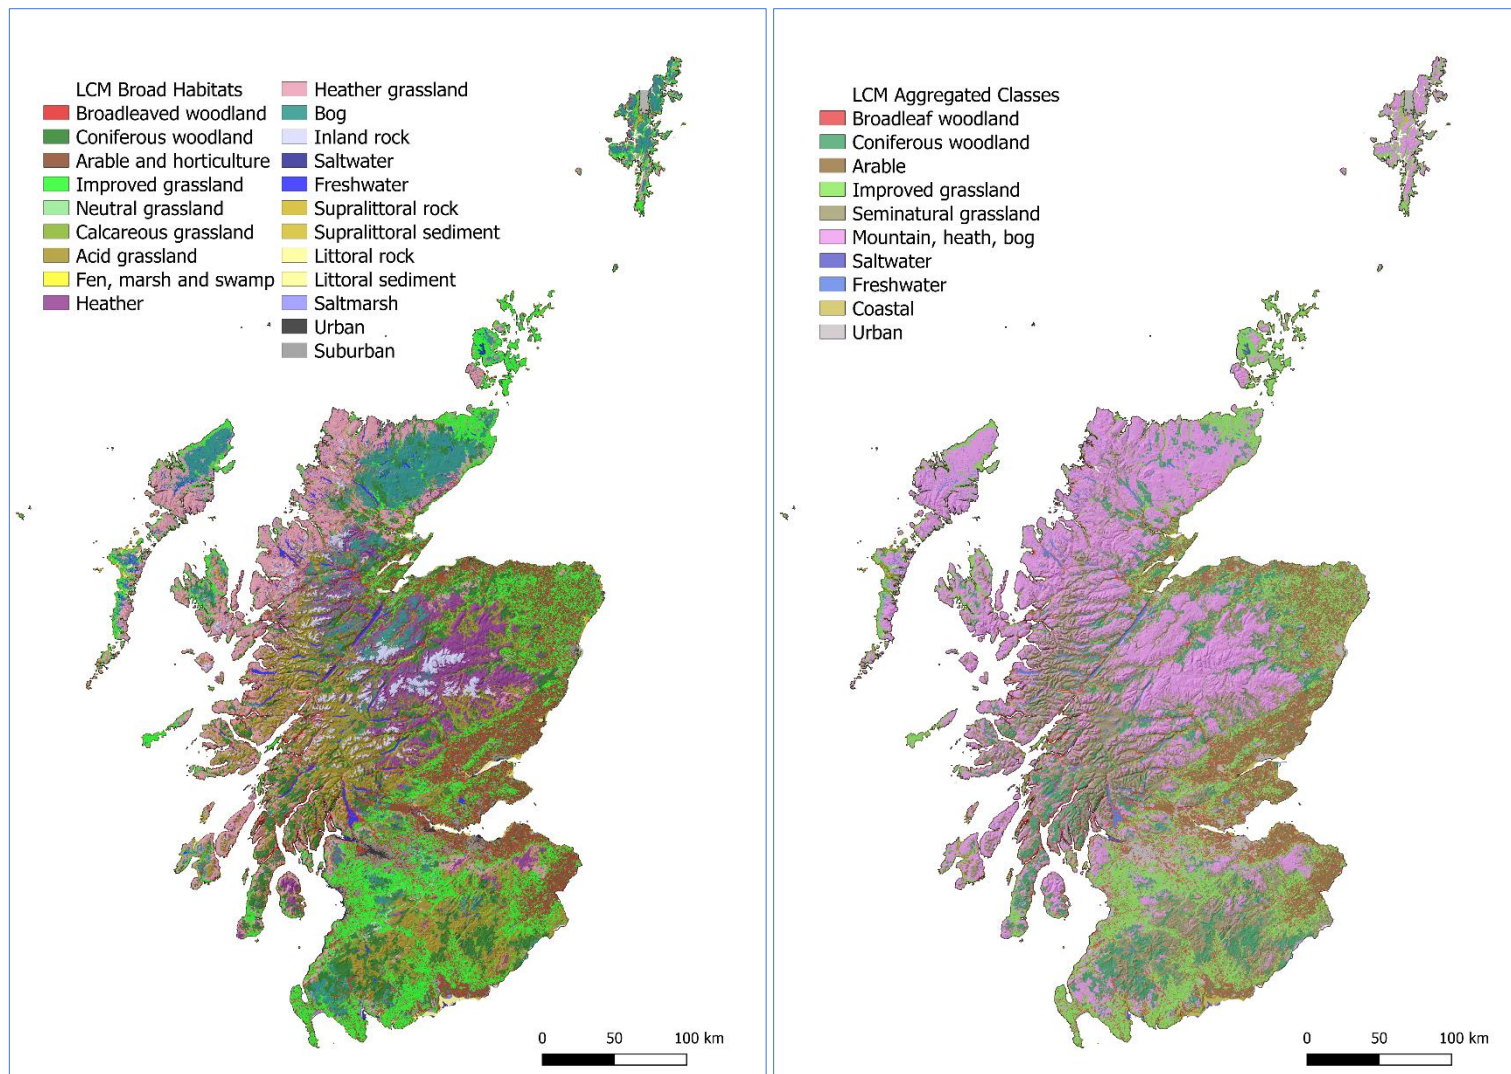 LCM Broad Habitats
Broadleaved woodland
Coniferous woodland
Arable and horticulture
Improved grassland
Neutral grassland
Calcareous grassland
Acid grassland
Fen, marsh and swamp
Heather
Heather grassland
Bog
Inland rock
Saltwater
Freshwater
Supralittoral rock
Supralittoral sediment
Littoral rock
Littoral sediment
Saltmarsh
Urban
Suburban
0 50 100 km
LCM Aggregated Classes
Broadleaf woodland
Coniferous woodland
Arable
Improved grassland
Seminatural grassland
Mountain, heath, bog
Saltwater
Freshwater
Coastal
Urban
0 50 100 km